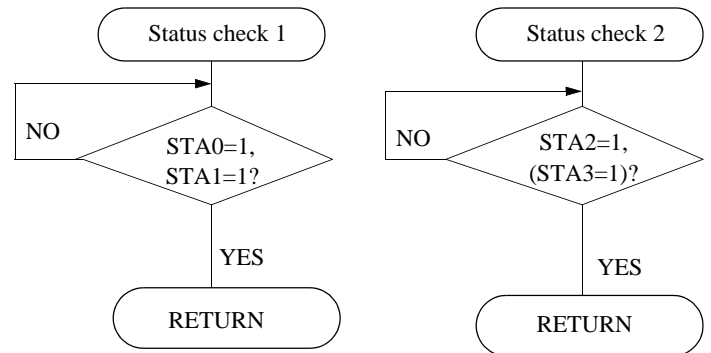 Status check 1
NO
STA0=1,
STA1=1?
YES
RETURN
Status check 2
NO
STA2=1,
(STA3=1)?
YES
RETURN